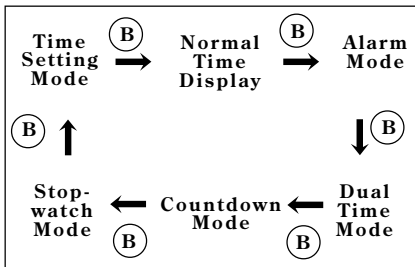 Time
Setting
Mode
B
Normal
Time
Display
B
Alarm
Mode
B
B
Stop-
watch
Mode
B
Countdown
Mode
B
Dual
Time
Mode